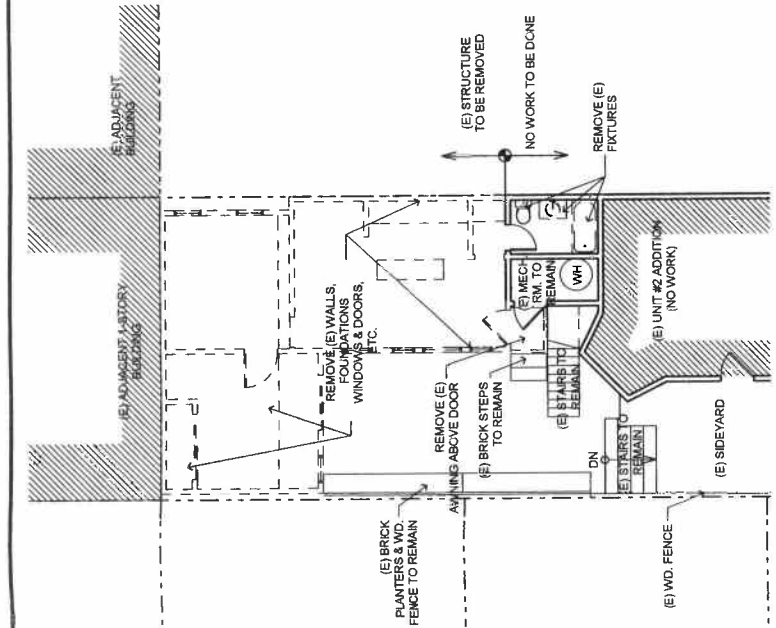 (E) ADJACENT
BUILDING
(E) ADJACENT 1-STORY
BUILDING
(E) STRUCTURE
TO BE REMOVED
NO WORK TO BE DONE
REMOVE (E)
FIXTURES
REMOVE (E) WALLS,
FOUNDATIONS
WINDOWS & DOORS,
ETC.
(E) MECH.
RM. TO
REMAIN
WH
(E) UNIT #2 ADDITION
(NO WORK)
REMOVE (E)
AWNING ABOVE DOOR
(E) BRICK STEPS
TO REMAIN
(E) STAIRS TO
REMAIN
(E) BRICK
PLANTERS & WD.
FENCE TO REMAIN
DN
(E) STAIRS TO
REMAIN
(E) SIDEYARD
(E) WD. FENCE